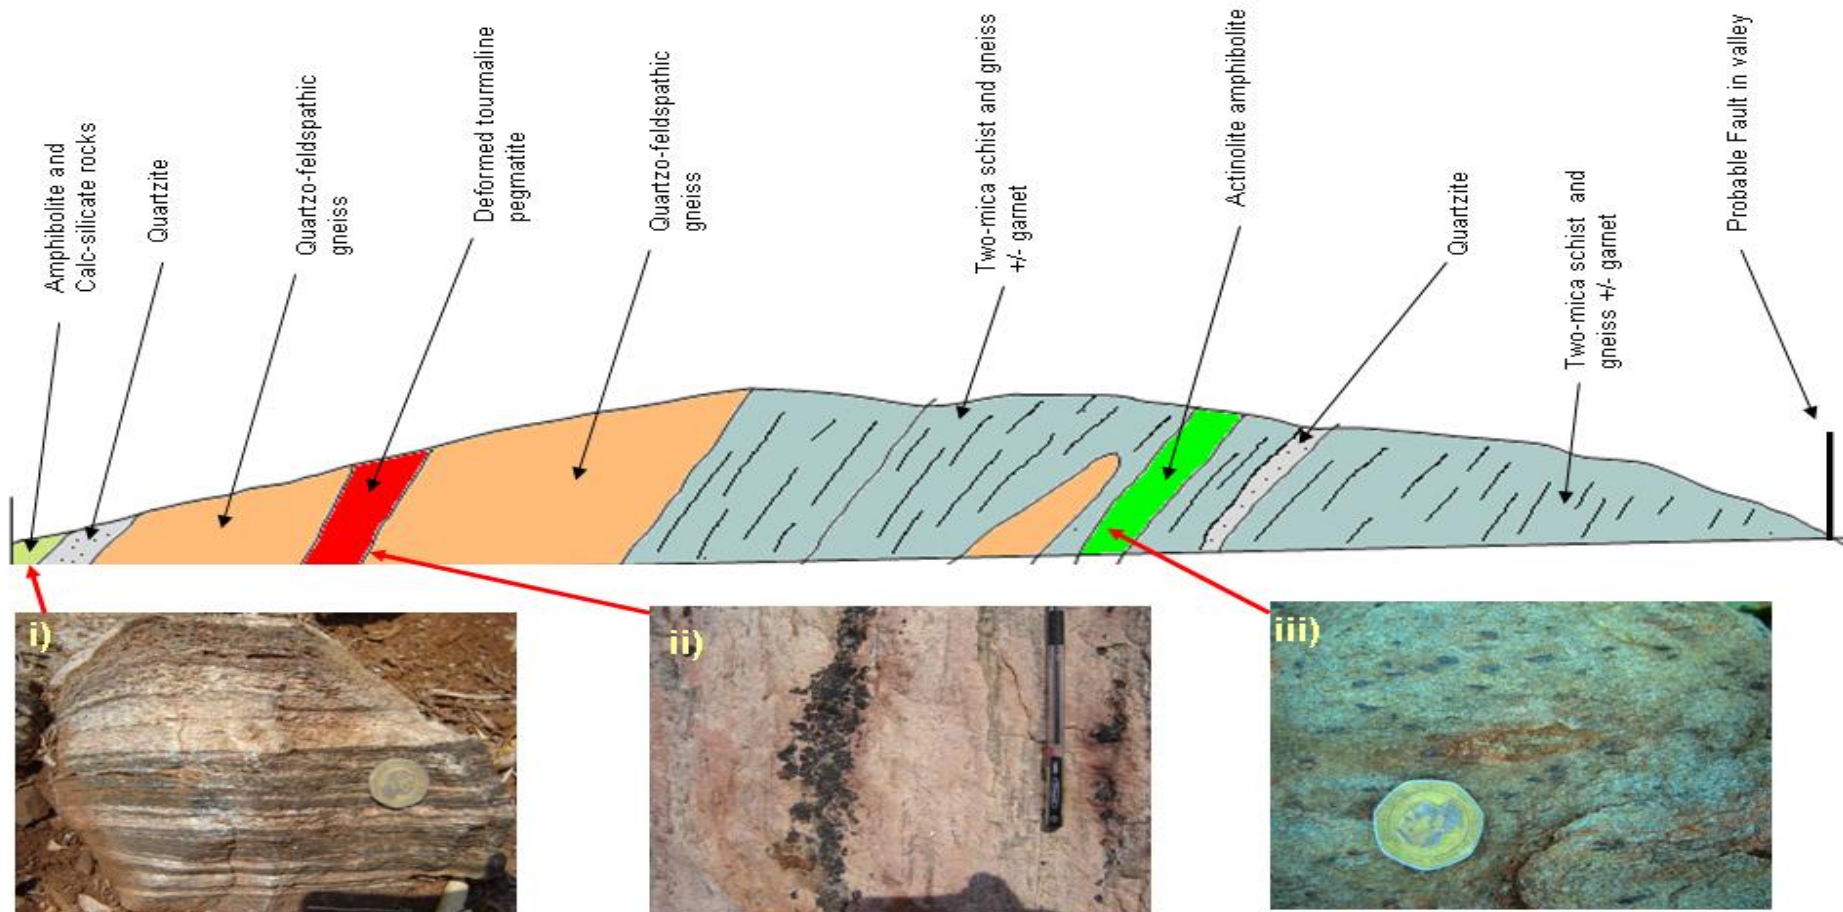 Amphibolite and
Calc-silicate rocks
Quartzite
Quartzo-feldspathic
gneiss
Deformed tourmaline
pegmatite
Quartzo-feldspathic
gneiss
Two-mica schist and gneiss
+/- garnet
Actinolite amphibolite
Quartzite
Two-mica schist and
gneiss +/- garnet
Probable Fault in valley
i)
ii)
iii)